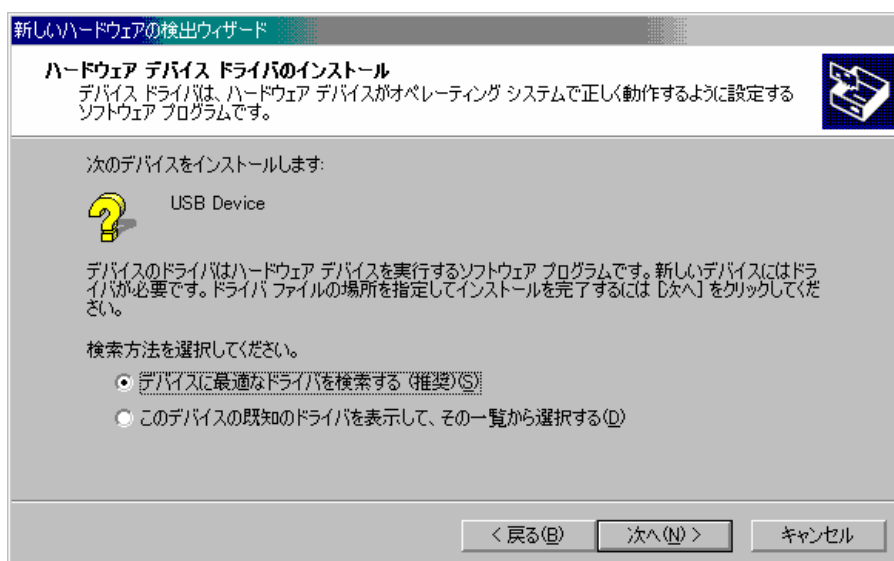 新しいハードウェアの検出ウィザード
ハードウェア デバイス ドライバのインストール
デバイス ドライバは、ハードウェア デバイスがオペレーティング システムで正しく動作するように設定する
ソフトウェア プログラムです。
次のデバイスをインストールします:
USB Device
デバイスのドライバはハードウェア デバイスを実行するソフトウェア プログラムです。新しいデバイスにはドラ
イバが必要です。ドライバ ファイルの場所を指定してインストールを完了するには [次へ] をクリックしてくだ
さい。
検索方法を選択してください。
デバイスに最適なドライバを検索する (推奨)(S)
このデバイスの既知のドライバを表示して、その一覧から選択する(D)
< 戻る(B)
次へ(N) >
キャンセル